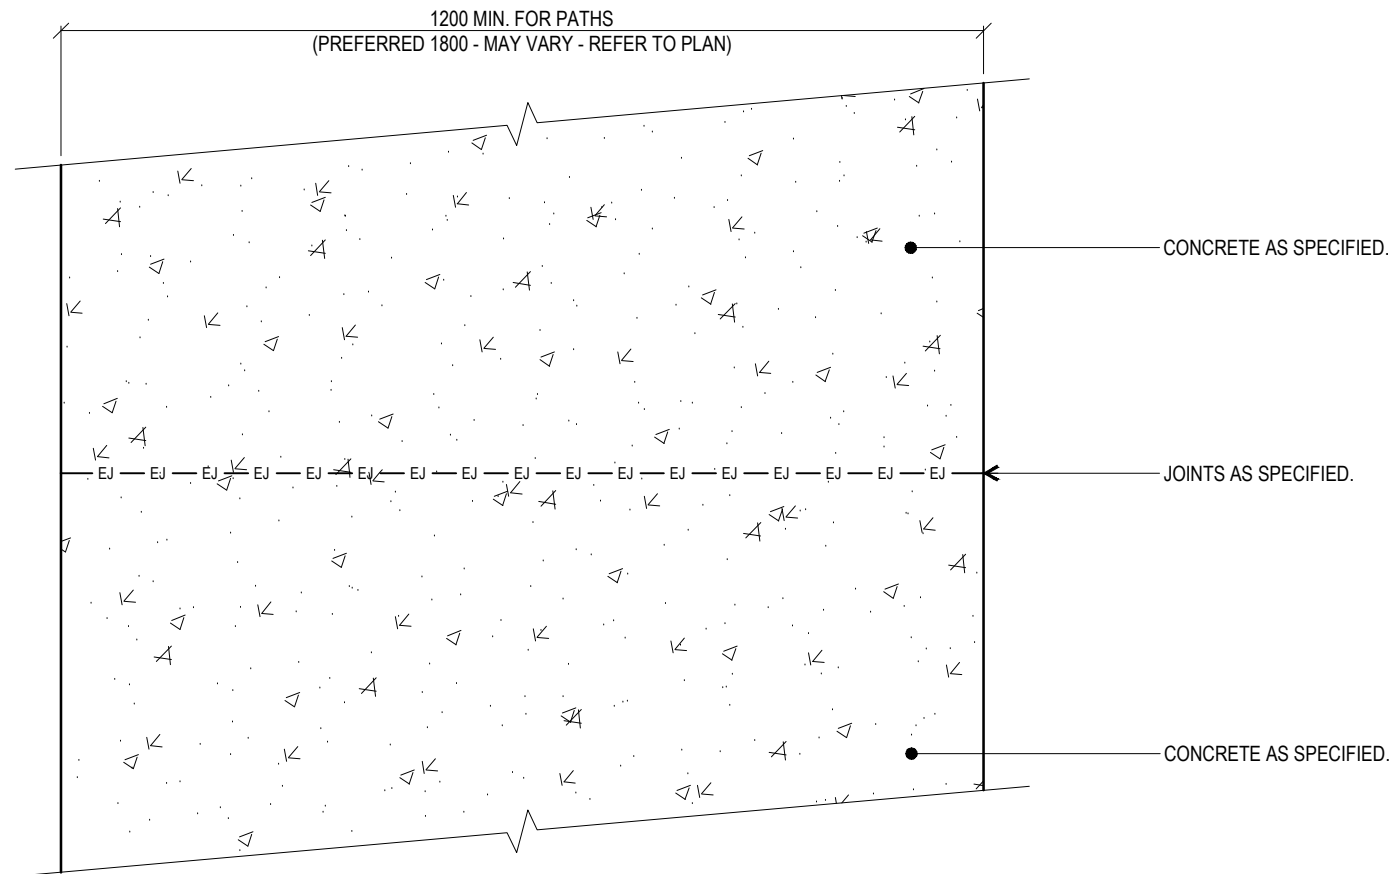 1200 MIN. FOR PATHS
(PREFERRED 1800 - MAY VARY - REFER TO PLAN)
CONCRETE AS SPECIFIED.
EJ EJ EJ EJ EJ EJ EJ EJ EJ EJ EJ EJ EJ EJ EJ EJ EJ
JOINTS AS SPECIFIED.
CONCRETE AS SPECIFIED.